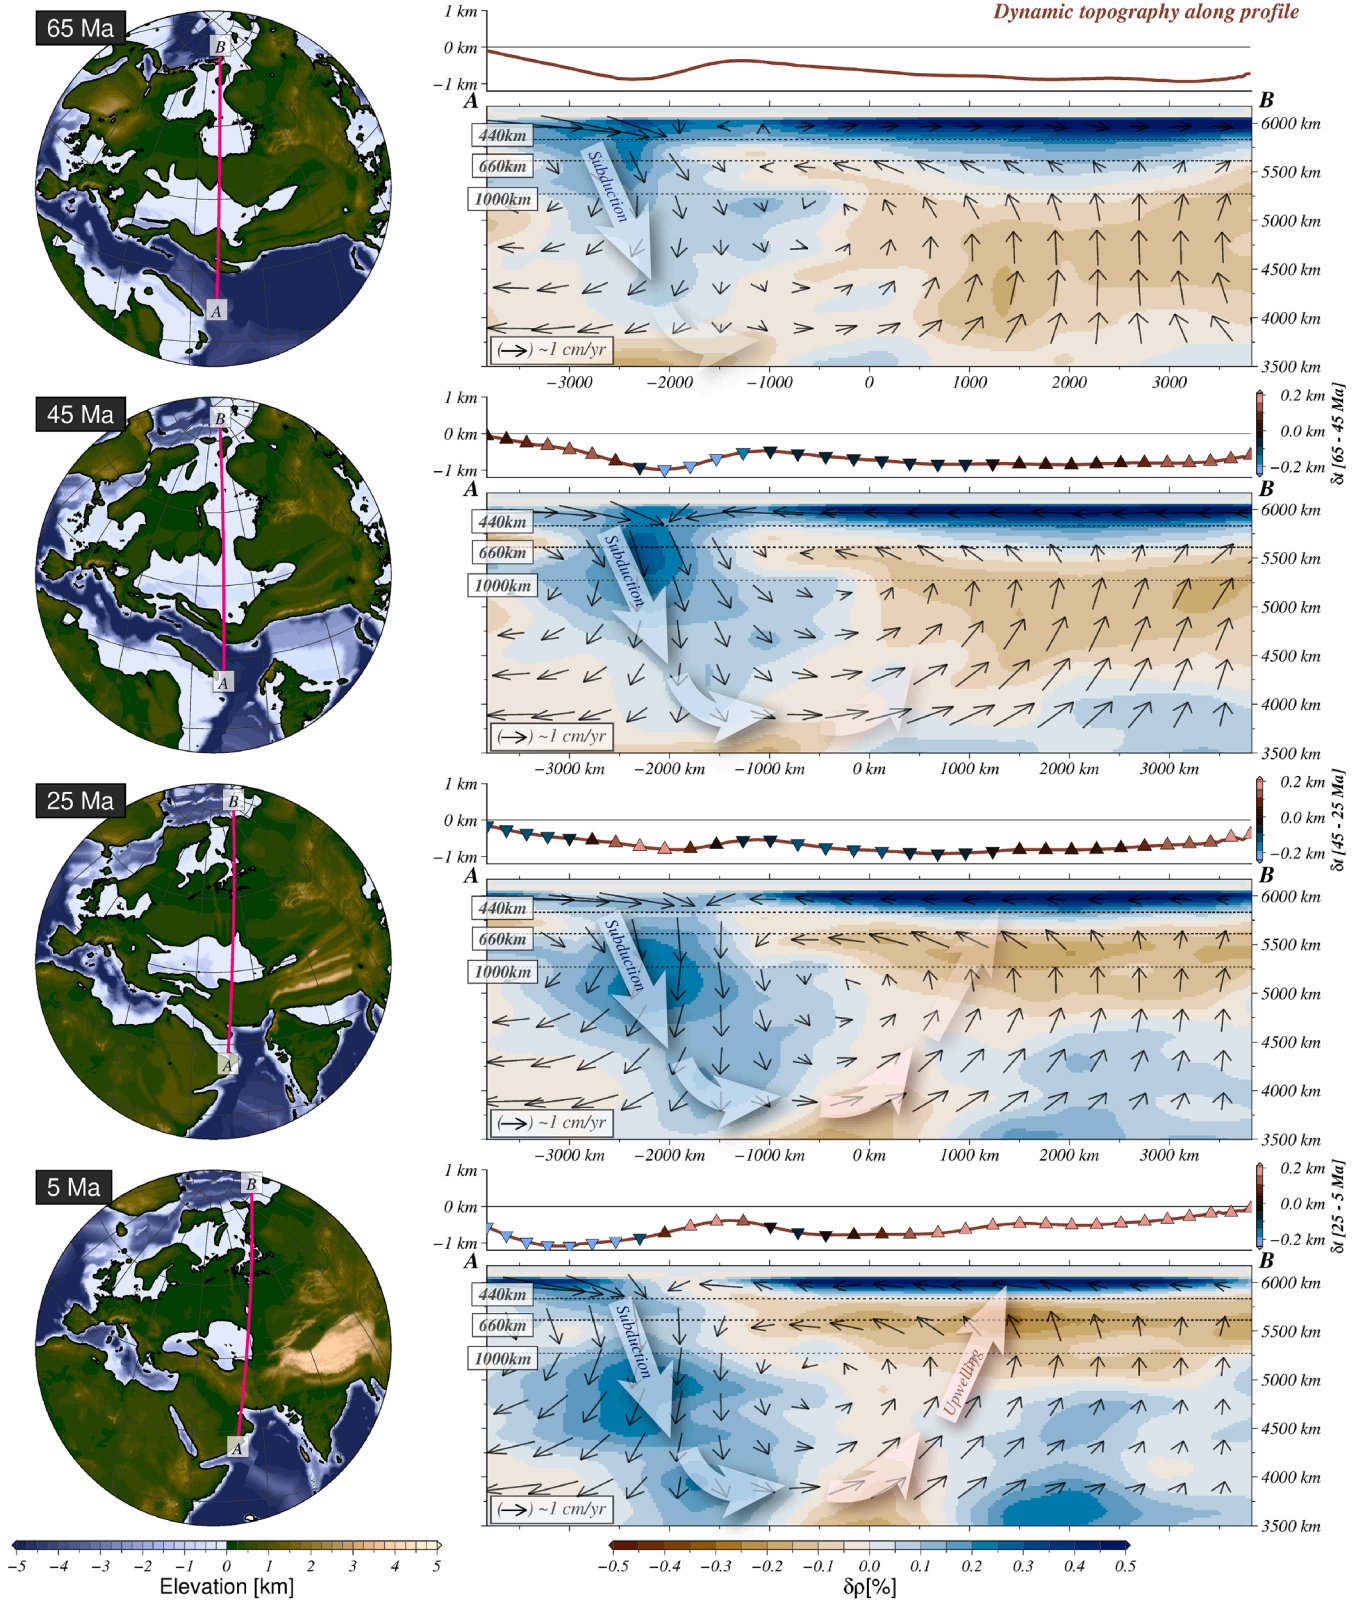 65 Ma
B
A
Dynamic topography along profile
1 km
0 km
−1 km
A
B
440km
660km
1000km
Subduction
(→) ~1 cm/yr
6000 km
5500 km
5000 km
4500 km
4000 km
3500 km
−3000 −2000 −1000 0 1000 2000 3000
45 Ma
B
A
1 km
0 km
−1 km
0.2 km
0.0 km
−0.2 km
δt [65 - 45 Ma]
A
B
440km
660km
1000km
Subduction
(→) ~1 cm/yr
6000 km
5500 km
5000 km
4500 km
4000 km
3500 km
−3000 km −2000 km −1000 km 0 km 1000 km 2000 km 3000 km
25 Ma
B
A
1 km
0 km
−1 km
0.2 km
0.0 km
−0.2 km
δt [45 - 25 Ma]
A
B
440km
660km
1000km
Subduction
(→) ~1 cm/yr
6000 km
5500 km
5000 km
4500 km
4000 km
3500 km
−3000 km −2000 km −1000 km 0 km 1000 km 2000 km 3000 km
5 Ma
B
A
1 km
0 km
−1 km
0.2 km
0.0 km
−0.2 km
δt [25 - 5 Ma]
A
B
440km
660km
1000km
Subduction
Upwelling
(→) ~1 cm/yr
6000 km
5500 km
5000 km
4500 km
4000 km
3500 km
−5 −4 −3 −2 −1 0 1 2 3 4 5
Elevation [km]
−0.5 −0.4 −0.3 −0.2 −0.1 0.0 0.1 0.2 0.3 0.4 0.5
δρ[%]